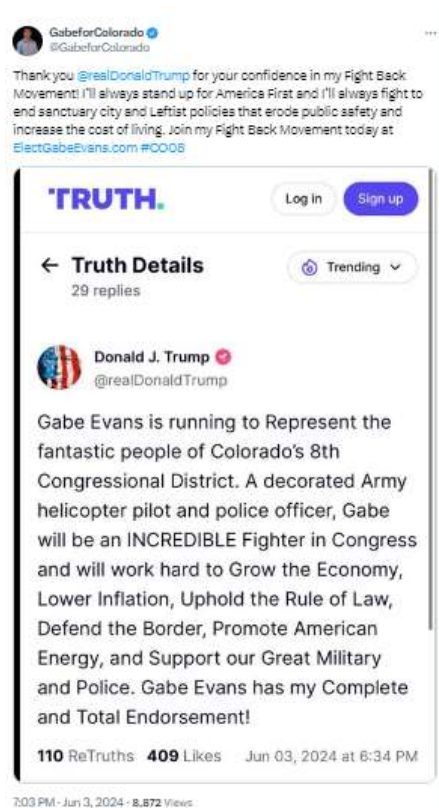 GabeforColorado
@GabeforColorado
Thank you @realDonaldTrump for your confidence in my Fight Back
Movement! I'll always stand up for America First and I'll always fight to
end sanctuary city and Leftist policies that erode public safety and
increase the cost of living. Join my Fight Back Movement today at
ElectGabeEvans.com #CO08
TRUTH.
Log in
Sign up
Truth Details
Trending
29 replies
Donald J. Trump
@realDonaldTrump
Gabe Evans is running to Represent the
fantastic people of Colorado's 8th
Congressional District. A decorated Army
helicopter pilot and police officer, Gabe
will be an INCREDIBLE Fighter in Congress
and will work hard to Grow the Economy,
Lower Inflation, Uphold the Rule of Law,
Defend the Border, Promote American
Energy, and Support our Great Military
and Police. Gabe Evans has my Complete
and Total Endorsement!
110 ReTruths 409 Likes Jun 03, 2024 at 6:34 PM
7:03 PM · Jun 3, 2024 · 8,872 Views